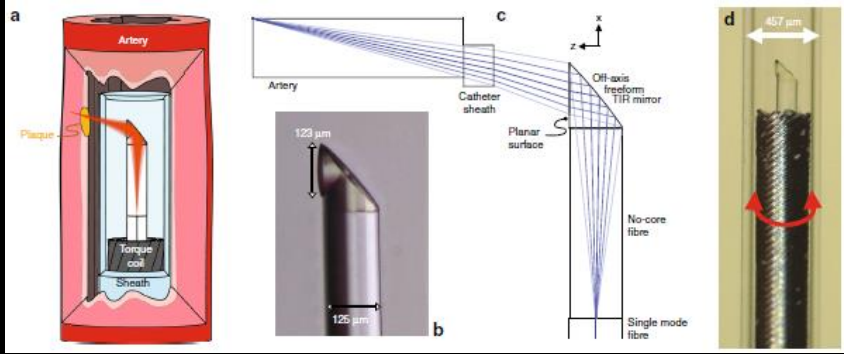 a
Artery
Plaque
Torque
coil
Sheath
123 µm
125 µm
b
c
x
z
Artery
Catheter
sheath
Off-axis
freeform
TIR mirror
Planar
surface
No-core
fibre
Single mode
fibre
d
457 µm